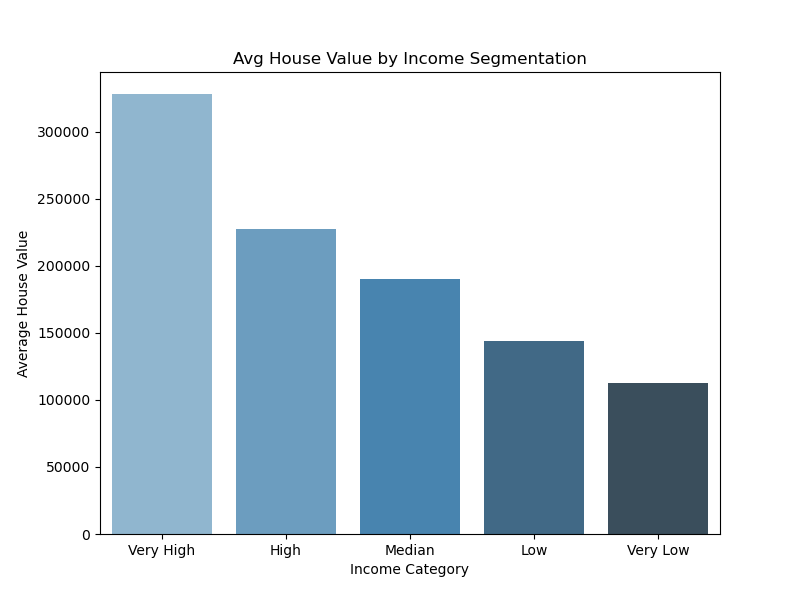 Avg House Value by Income Segmentation
Average House Value
300000
250000
200000
150000
100000
50000
0
Very High High Median Low Very Low
Income Category